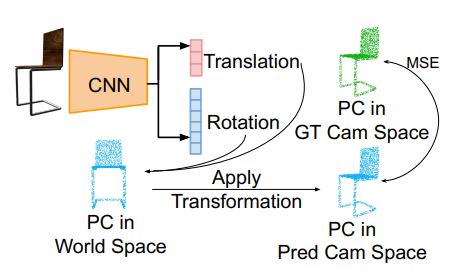 CNN
Translation
Rotation
MSE
PC in
GT Cam Space
PC in
World Space
Apply
Transformation
PC in
Pred Cam Space